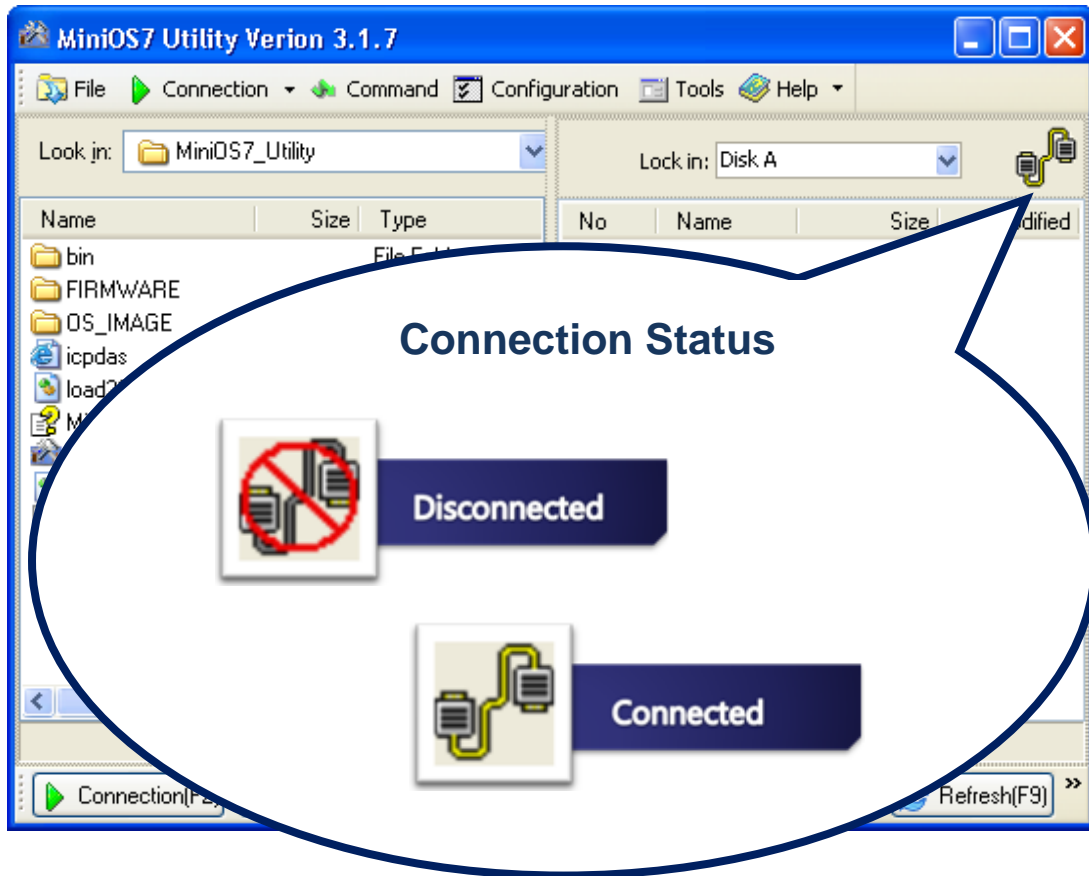 MiniOS7 Utility Verion 3.1.7
File Connection Command Configuration Tools Help
Look in: MiniOS7_Utility
Lock in: Disk A
Name Size Type
No Name Size
bin
FIRMWARE
OS_IMAGE
icpdas
Connection Status
Disconnected
Connected
Refresh(F9)